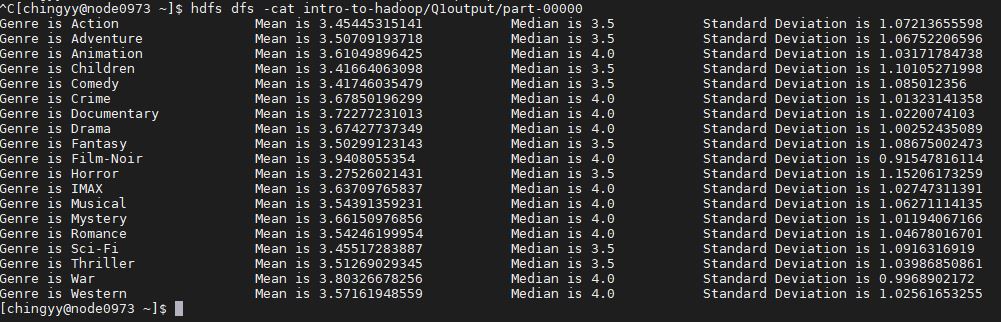 ^C[chingyy@node0973 ~]$ hdfs dfs -cat intro-to-hadoop/Q1output/part-00000
Genre is Action Mean is 3.45445315141 Median is 3.5 Standard Deviation is 1.07213655598
Genre is Adventure Mean is 3.50709193718 Median is 3.5 Standard Deviation is 1.06752206596
Genre is Animation Mean is 3.61049896425 Median is 4.0 Standard Deviation is 1.03171784738
Genre is Children Mean is 3.41664063098 Median is 3.5 Standard Deviation is 1.10105271998
Genre is Comedy Mean is 3.41746035479 Median is 3.5 Standard Deviation is 1.085012356
Genre is Crime Mean is 3.67850196299 Median is 4.0 Standard Deviation is 1.01323141358
Genre is Documentary Mean is 3.72277231013 Median is 4.0 Standard Deviation is 1.0220074103
Genre is Drama Mean is 3.67427737349 Median is 4.0 Standard Deviation is 1.00252435089
Genre is Fantasy Mean is 3.50299123143 Median is 3.5 Standard Deviation is 1.08675002473
Genre is Film-Noir Mean is 3.9408055354 Median is 4.0 Standard Deviation is 0.91547816114
Genre is Horror Mean is 3.27526021431 Median is 3.5 Standard Deviation is 1.15206173259
Genre is IMAX Mean is 3.63709765837 Median is 4.0 Standard Deviation is 1.02747311391
Genre is Musical Mean is 3.54391359231 Median is 4.0 Standard Deviation is 1.06271114135
Genre is Mystery Mean is 3.66150976856 Median is 4.0 Standard Deviation is 1.01194067166
Genre is Romance Mean is 3.54246199954 Median is 4.0 Standard Deviation is 1.04678016701
Genre is Sci-Fi Mean is 3.45517283887 Median is 3.5 Standard Deviation is 1.0916316919
Genre is Thriller Mean is 3.51269029345 Median is 3.5 Standard Deviation is 1.03986850861
Genre is War Mean is 3.80326678256 Median is 4.0 Standard Deviation is 0.9968902172
Genre is Western Mean is 3.57161948559 Median is 4.0 Standard Deviation is 1.02561653255
[chingyy@node0973 ~]$